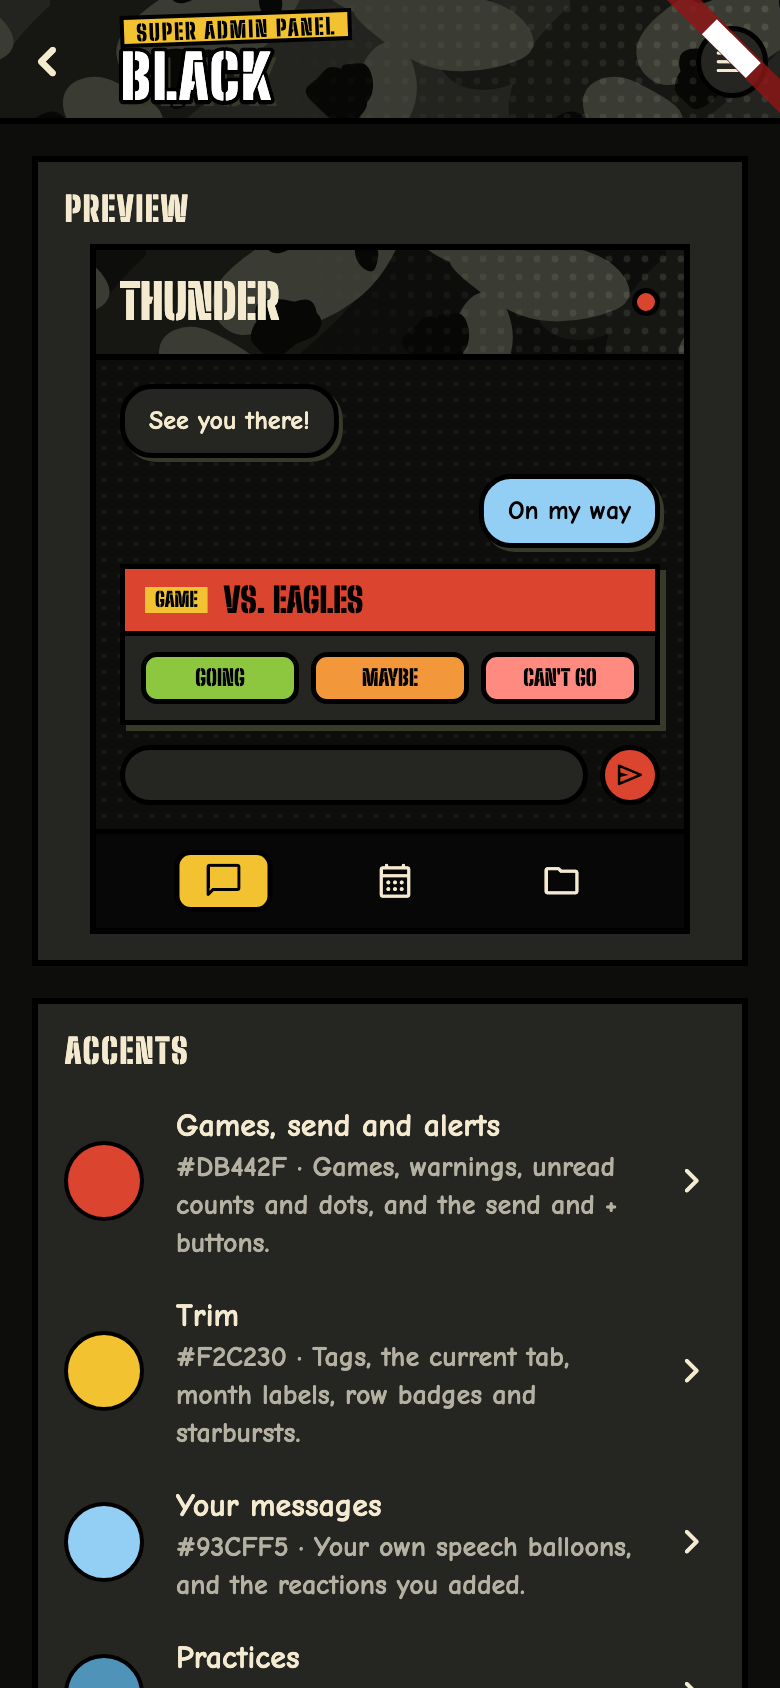 SUPER ADMIN PANEL
BLACK
PREVIEW
THUNDER
See you there!
On my way
GAME VS. EAGLES
GOING MAYBE CAN'T GO
ACCENTS
Games, send and alerts
#DB442F · Games, warnings, unread
counts and dots, and the send and +
buttons.
Trim
#F2C230 · Tags, the current tab,
month labels, row badges and
starbursts.
Your messages
#93CFF5 · Your own speech balloons,
and the reactions you added.
Practices